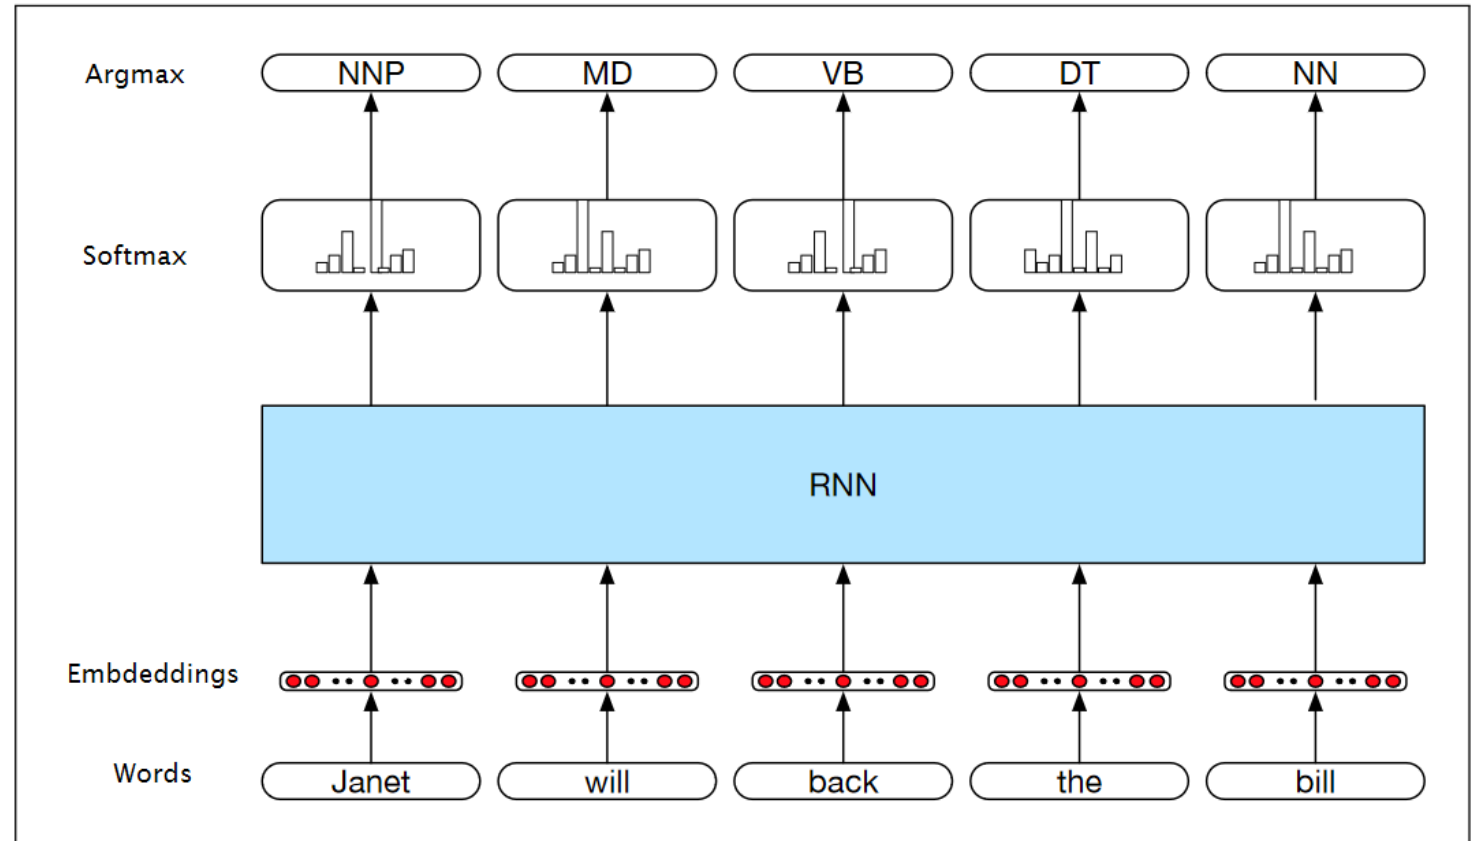 Argmax NNP MD VB DT NN
Softmax
RNN
Embdeddings
Words Janet will back the bill